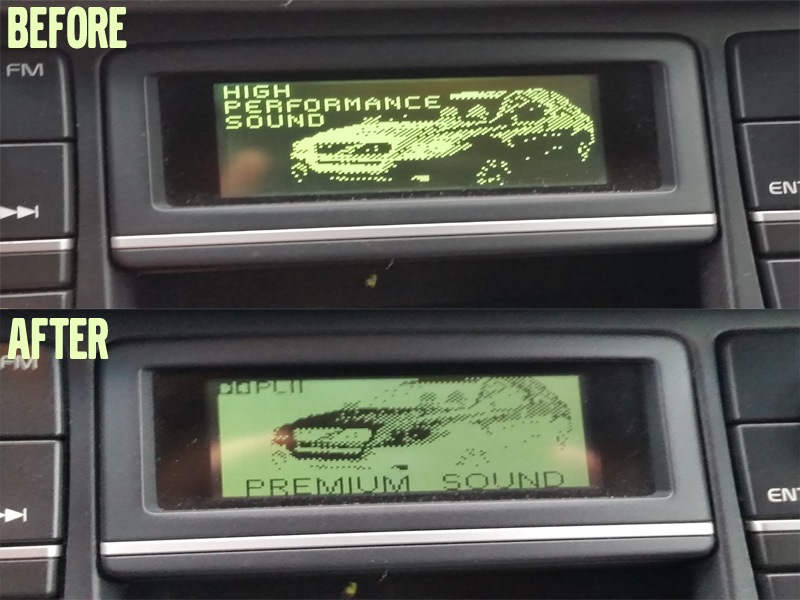 BEFORE
FM
HIGH
PERFORMANCE
SOUND
ENT
AFTER
FM
PREMIUM SOUND
ENT